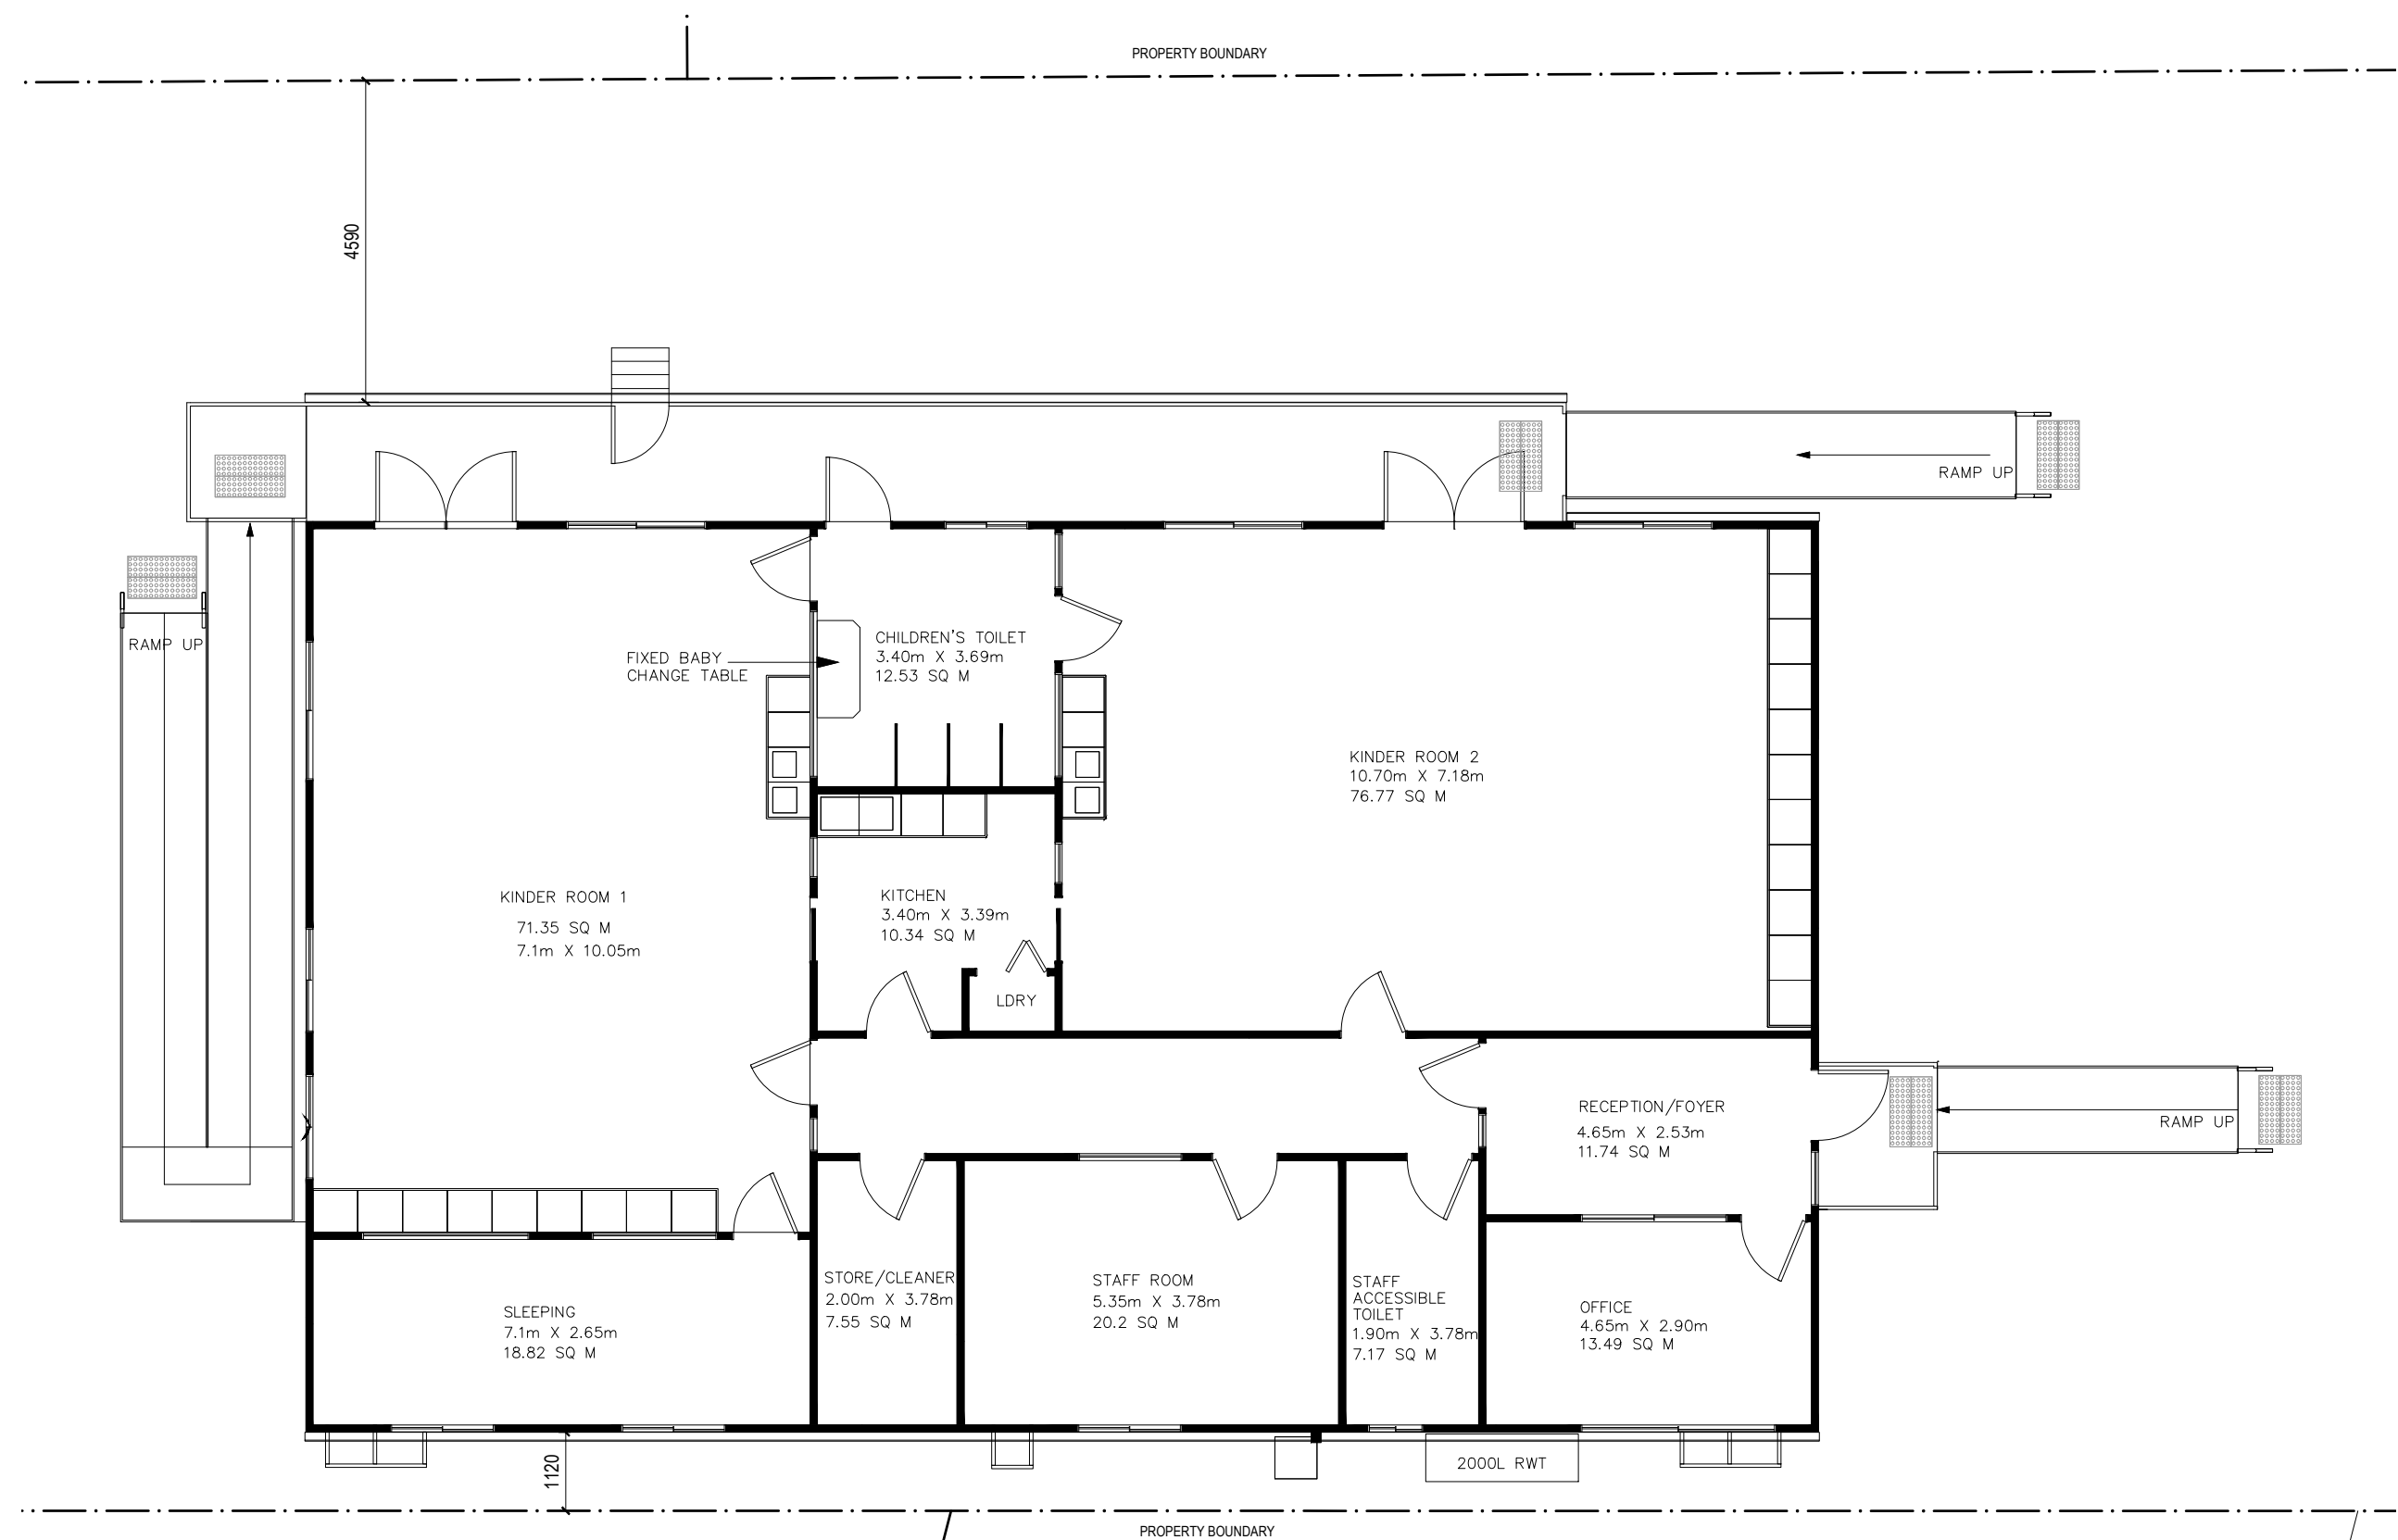 PROPERTY BOUNDARY
4590
RAMP UP
RAMP UP
FIXED BABY
CHANGE TABLE
CHILDREN'S TOILET
3.40m X 3.69m
12.53 SQ M
KINDER ROOM 2
10.70m X 7.18m
76.77 SQ M
KINDER ROOM 1
71.35 SQ M
7.1m X 10.05m
KITCHEN
3.40m X 3.39m
10.34 SQ M
LDRY
RECEPTION/FOYER
4.65m X 2.53m
11.74 SQ M
RAMP UP
SLEEPING
7.1m X 2.65m
18.82 SQ M
STORE/CLEANER
2.00m X 3.78m
7.55 SQ M
STAFF ROOM
5.35m X 3.78m
20.2 SQ M
STAFF
ACCESSIBLE
TOILET
1.90m X 3.78m
7.17 SQ M
OFFICE
4.65m X 2.90m
13.49 SQ M
1120
2000L RWT
PROPERTY BOUNDARY